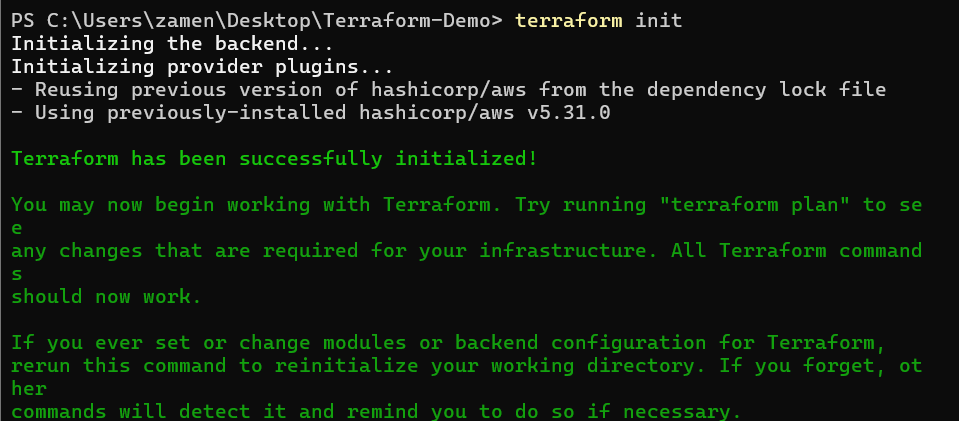 PS C:\Users\zamen\Desktop\Terraform-Demo> terraform init
Initializing the backend...
Initializing provider plugins...
- Reusing previous version of hashicorp/aws from the dependency lock file
- Using previously-installed hashicorp/aws v5.31.0
Terraform has been successfully initialized!
You may now begin working with Terraform. Try running "terraform plan" to se
e
any changes that are required for your infrastructure. All Terraform command
s
should now work.
If you ever set or change modules or backend configuration for Terraform,
rerun this command to reinitialize your working directory. If you forget, ot
her
commands will detect it and remind you to do so if necessary.